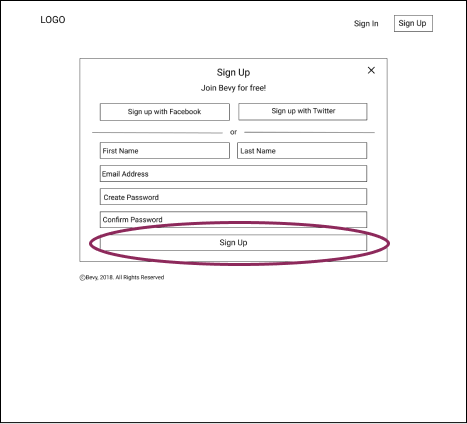 LOGO
Sign In
Sign Up
Sign Up
Join Bevy for free!
Sign up with Facebook
Sign up with Twitter
or
First Name
Last Name
Email Address
Create Password
Confirm Password
Sign Up
©Bevy, 2018. All Rights Reserved